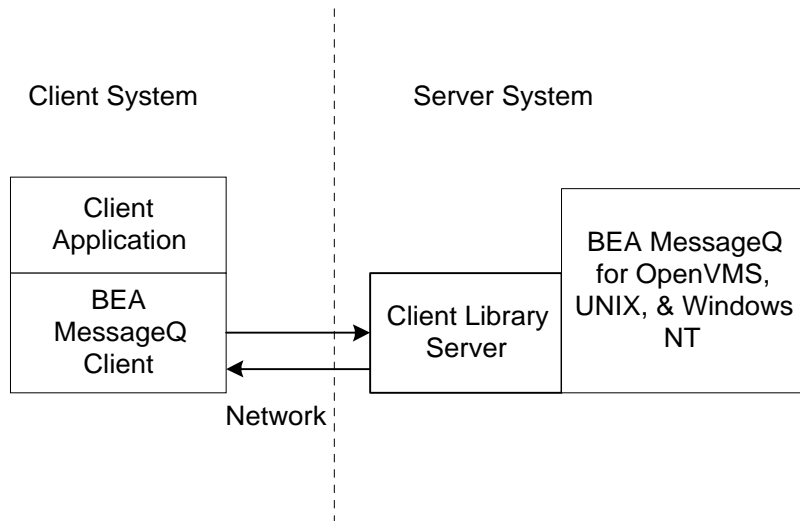 Client System
Server System
Client
Application
BEA
MessageQ
Client
Network
Client Library
Server
BEA MessageQ
for OpenVMS,
UNIX, & Windows
NT